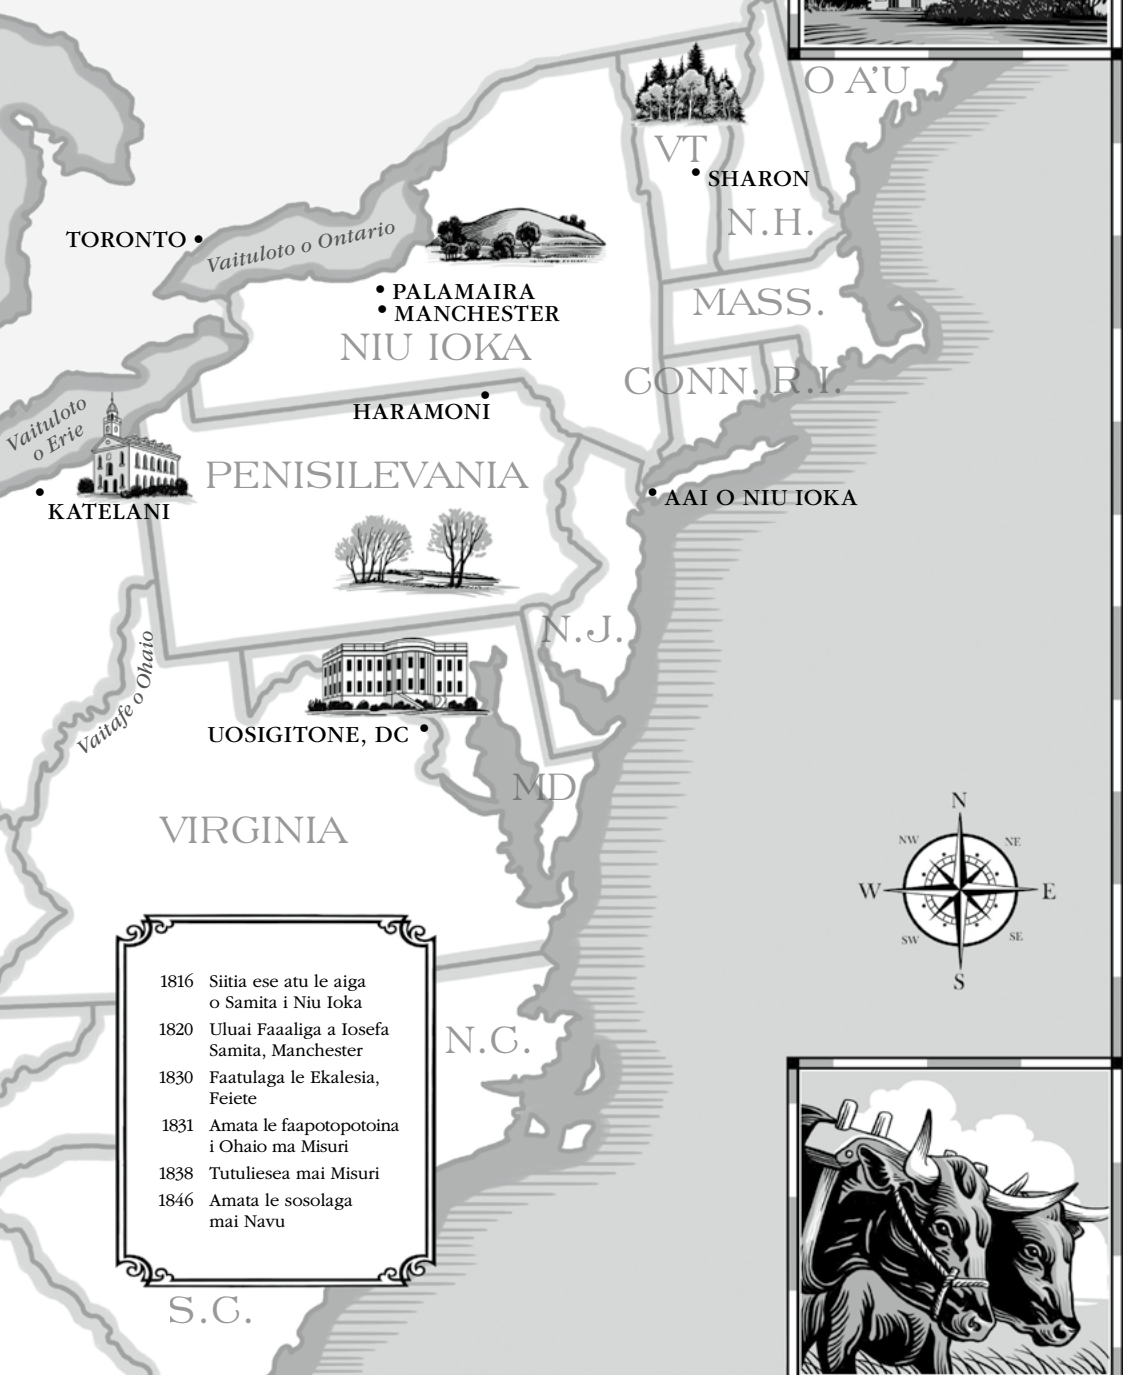 O A'U
VT
SHARON
N.H.
TORONTO
Vaituloto o Ontario
PALAMAIRA
MANCHESTER
MASS.
NIU IOKA
CONN.
R.I.
HARAMONI
Vaituloto
o Erie
PENISILEVANIA
KATELANI
AAI O NIU IOKA
N.J.
Vaitafe o Ohaio
UOSIGITONE, DC
MD
VIRGINIA
N
NW
NE
W
E
SW
SE
S
1816 Siitia ese atu le aiga
o Samita i Niu Ioka
1820 Uluai Faaaliga a Iosefa
Samita, Manchester
1830 Faatulaga le Ekalesia,
Feiete
1831 Amata le faapotopotoina
i Ohaio ma Misuri
1838 Tutuliesea mai Misuri
1846 Amata le sosolaga
mai Navu
N.C.
S.C.